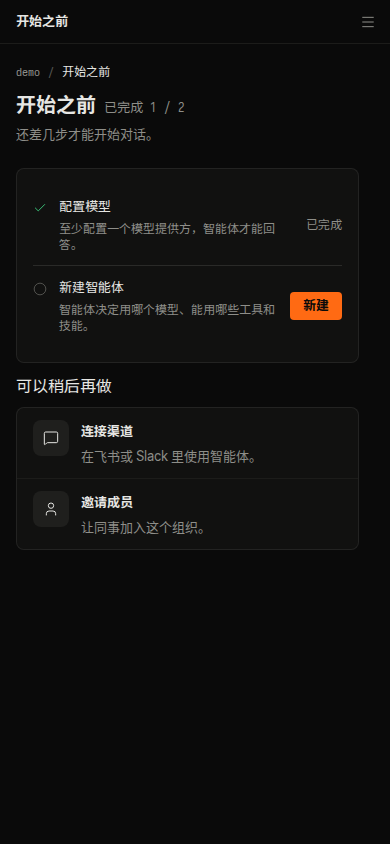 开始之前
demo / 开始之前
开始之前 已完成 1 / 2
还差几步才能开始对话。
配置模型
至少配置一个模型提供方，智能体才能回
答。
已完成
新建智能体
智能体决定用哪个模型、能用哪些工具和
技能。
新建
可以稍后再做
连接渠道
在飞书或 Slack 里使用智能体。
邀请成员
让同事加入这个组织。